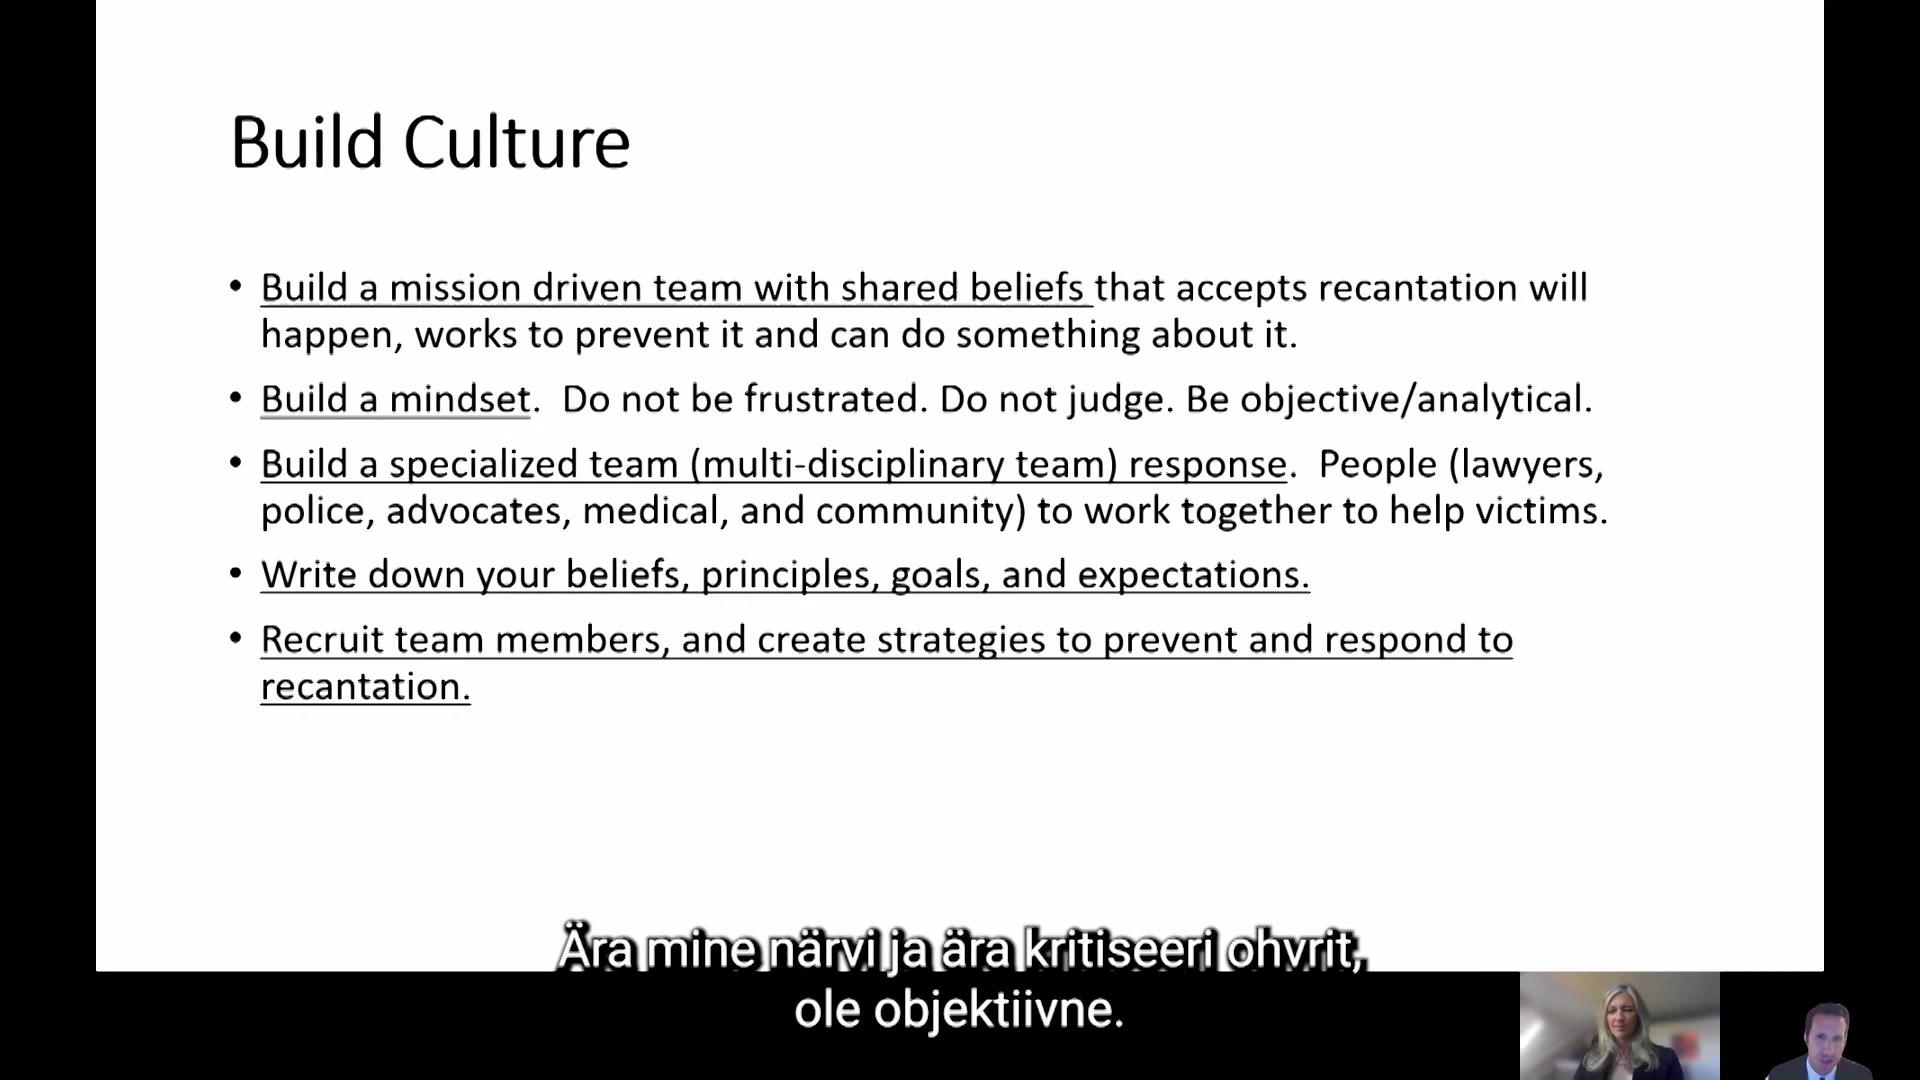 Build Culture
• Build a mission driven team with shared beliefs that accepts recantation will
happen, works to prevent it and can do something about it.
• Build a mindset.  Do not be frustrated. Do not judge. Be objective/analytical.
• Build a specialized team (multi-disciplinary team) response.  People (lawyers,
police, advocates, medical, and community) to work together to help victims.
• Write down your beliefs, principles, goals, and expectations.
• Recruit team members, and create strategies to prevent and respond to
recantation.
Ära mine närvi ja ära kritiseeri ohvrit,
ole objektiivne.